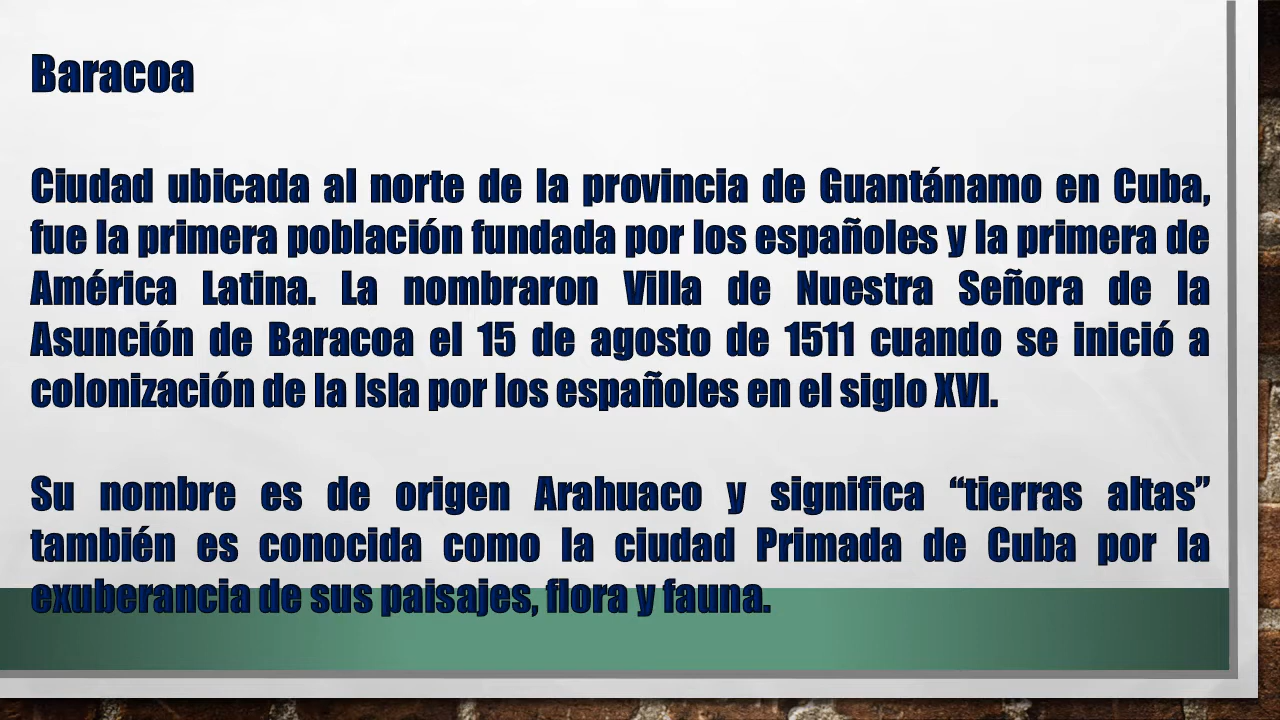 Baracoa
Ciudad ubicada al norte de la provincia de Guantánamo en Cuba,
fue la primera población fundada por los españoles y la primera de
América Latina. La nombraron Villa de Nuestra Señora de la
Asunción de Baracoa el 15 de agosto de 1511 cuando se inició a
colonización de la Isla por los españoles en el siglo XVI.
Su nombre es de origen Arahuaco y significa “tierras altas”
también es conocida como la ciudad Primada de Cuba por la
exuberancia de sus paisajes, flora y fauna.